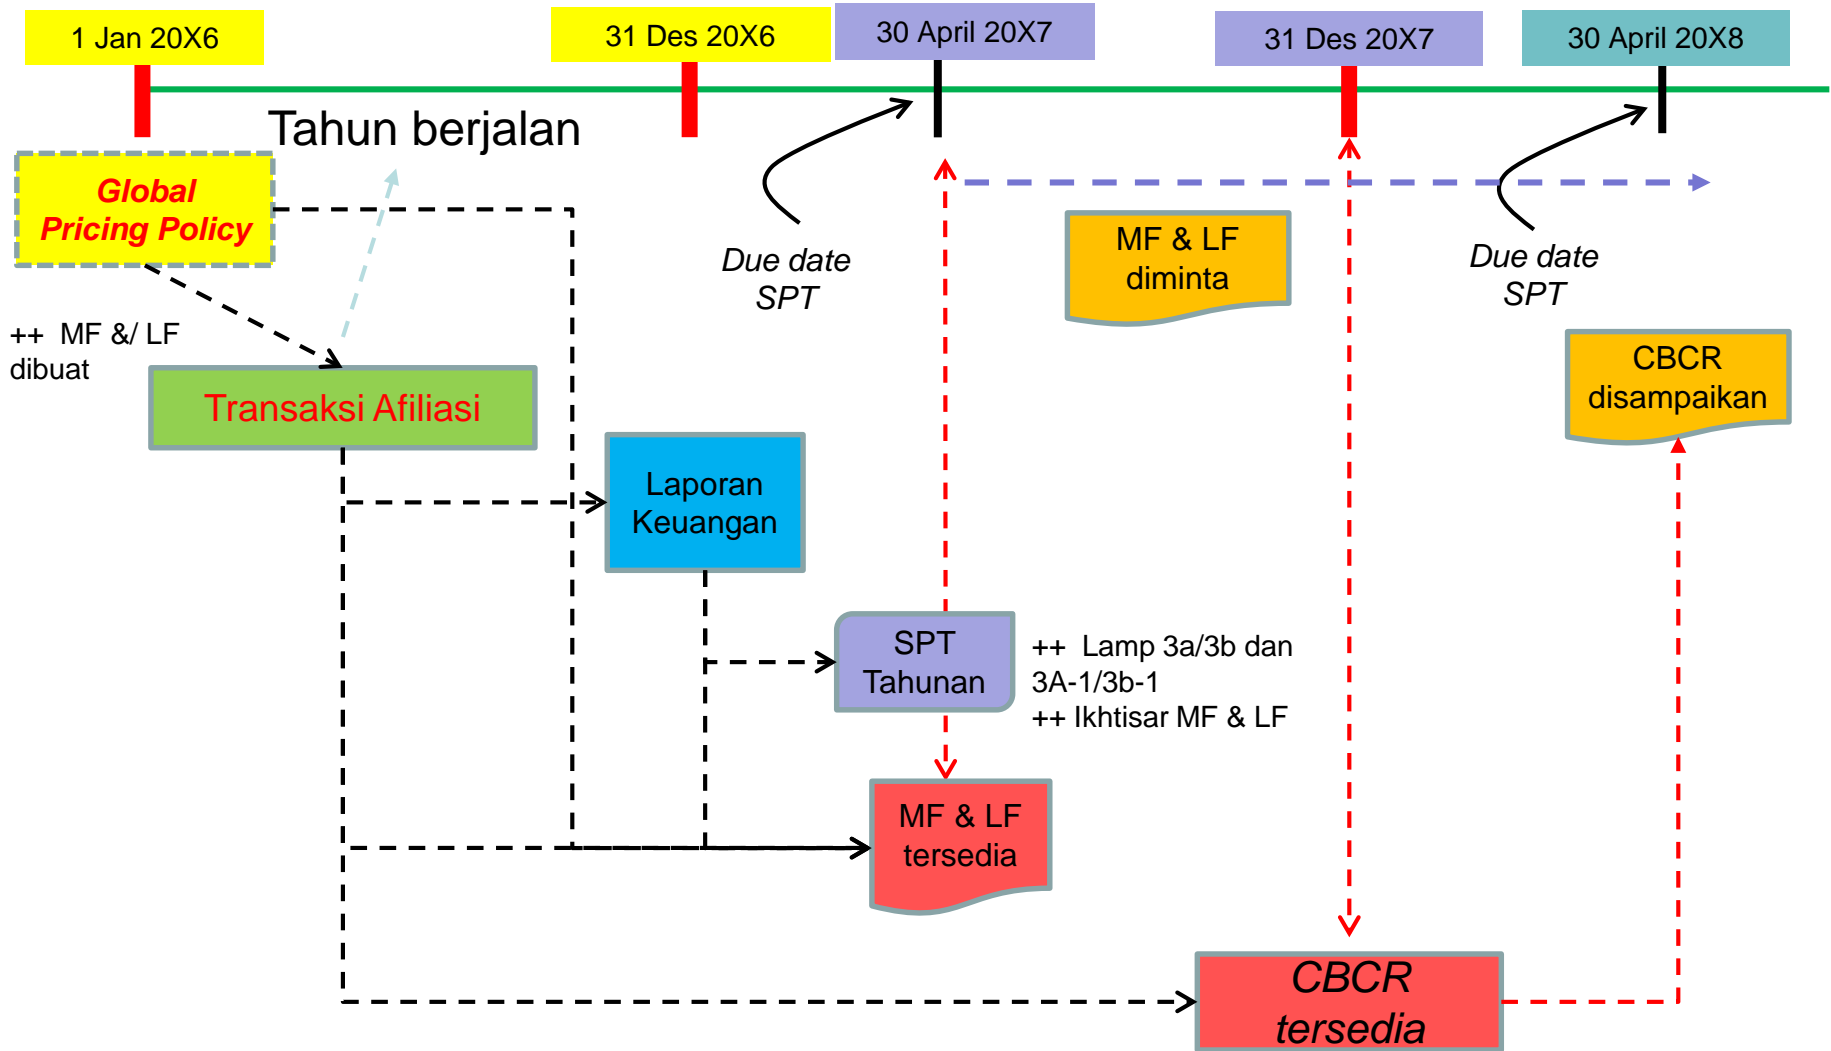 1 Jan 20X6
31 Des 20X6
30 April 20X7
31 Des 20X7
30 April 20X8
Tahun berjalan
Global
Pricing Policy
++ MF &/ LF
dibuat
Due date
SPT
MF & LF
diminta
Due date
SPT
Transaksi Afiliasi
CBCR
disampaikan
Laporan
Keuangan
SPT
Tahunan
++ Lamp 3a/3b dan
3A-1/3b-1
++ Ikhtisar MF & LF
MF & LF
tersedia
CBCR
tersedia